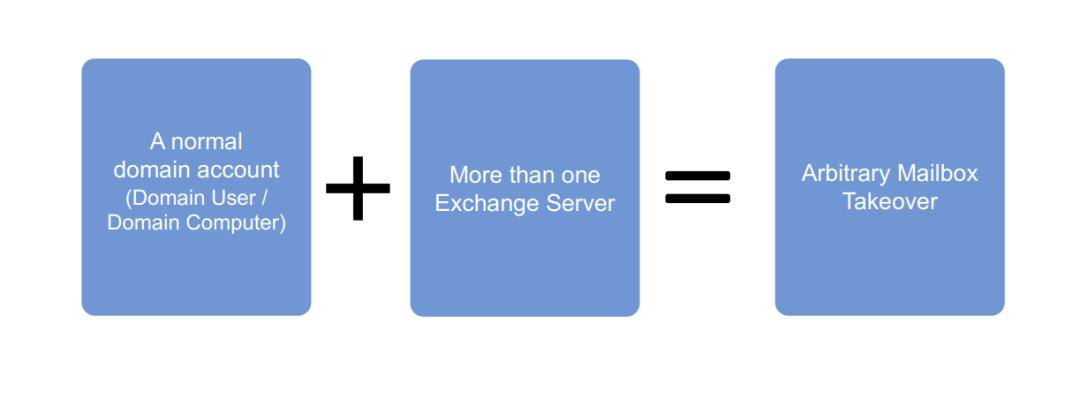 A normal
domain account
(Domain User /
Domain Computer)
+
More than one
Exchange Server
=
Arbitrary Mailbox
Takeover